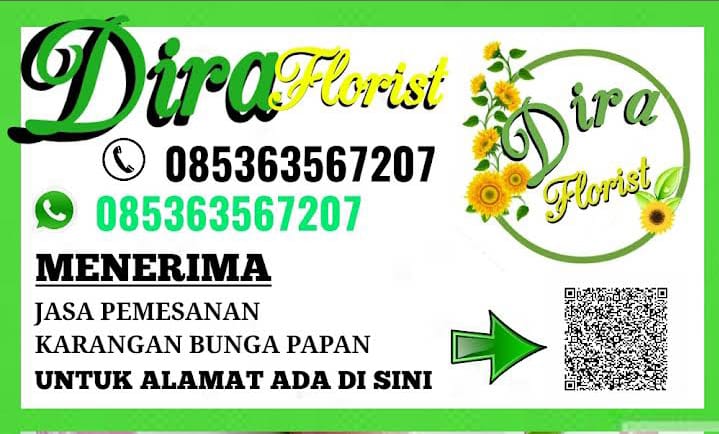 Dira Florist
085363567207
085363567207
Dira
Florist
MENERIMA
JASA PEMESANAN
KARANGAN BUNGA PAPAN
UNTUK ALAMAT ADA DI SINI